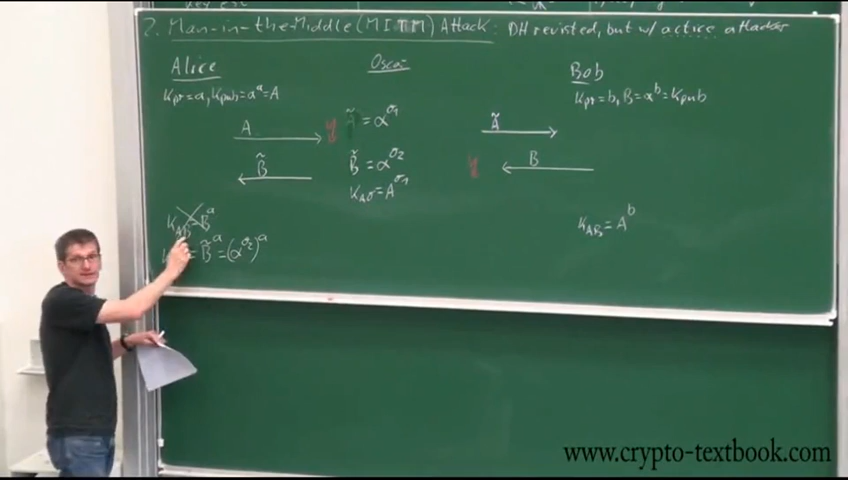 2. Man-in-the-Middle (MITM) Attack: DH revisited, but w/ active attacker
Alice
Oscar
Bob
Kpr = a, Kpub = α^a = A
Kpr = b, B = α^b = Kpub
A
Ã = α^o1
Ã
B̃
B̃ = α^o2
B
K_AO = A^o1
K_AB = B^a
K_AB = A^b
= B̃^a = (α^o2)^a
www.crypto-textbook.com